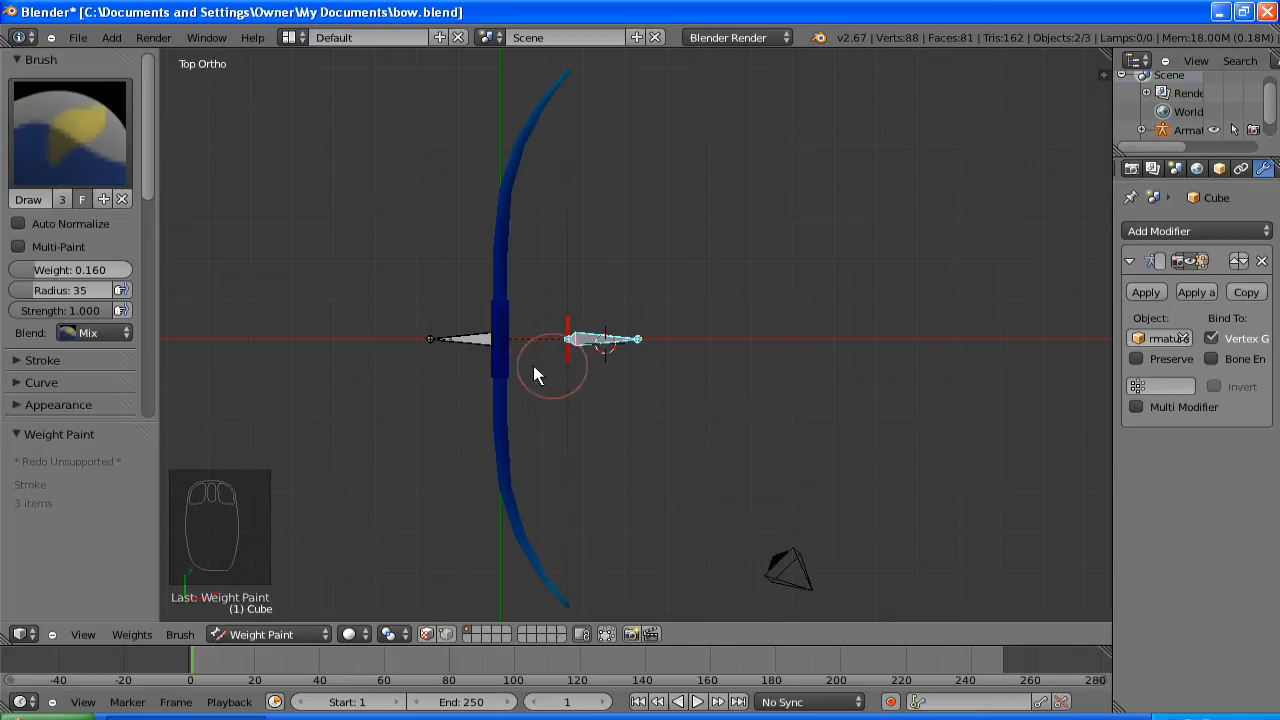 Blender* [C:\Documents and Settings\Owner\My Documents\bow.blend]
File Add Render Window Help Default Scene Blender Render v2.67 | Verts:88 | Faces:81 | Tris:162 | Objects:2/3 | Lamps:0/0 | Mem:18.00M (0.18M) |
Brush
Top Ortho
View Search
Scene
Rende
World
Armat
Draw 3 F
Cube
Auto Normalize
Multi-Paint
Add Modifier
Weight: 0.160
Radius: 35
Strength: 1.000
Apply Apply a Copy
Blend: Mix
Object: Bind To:
matu Vertex G
Stroke
Preserve Bone En
Curve
Invert
Appearance
Multi Modifier
Weight Paint
* Redo Unsupported *
Stroke
3 items
y
Last: Weight Paint
(1) Cube
View Weights Brush Weight Paint
-40 -20 0 20 40 60 80 100 120 140 160 180 200 220 240 260 280
View Marker Frame Playback Start: 1 End: 250 1 No Sync